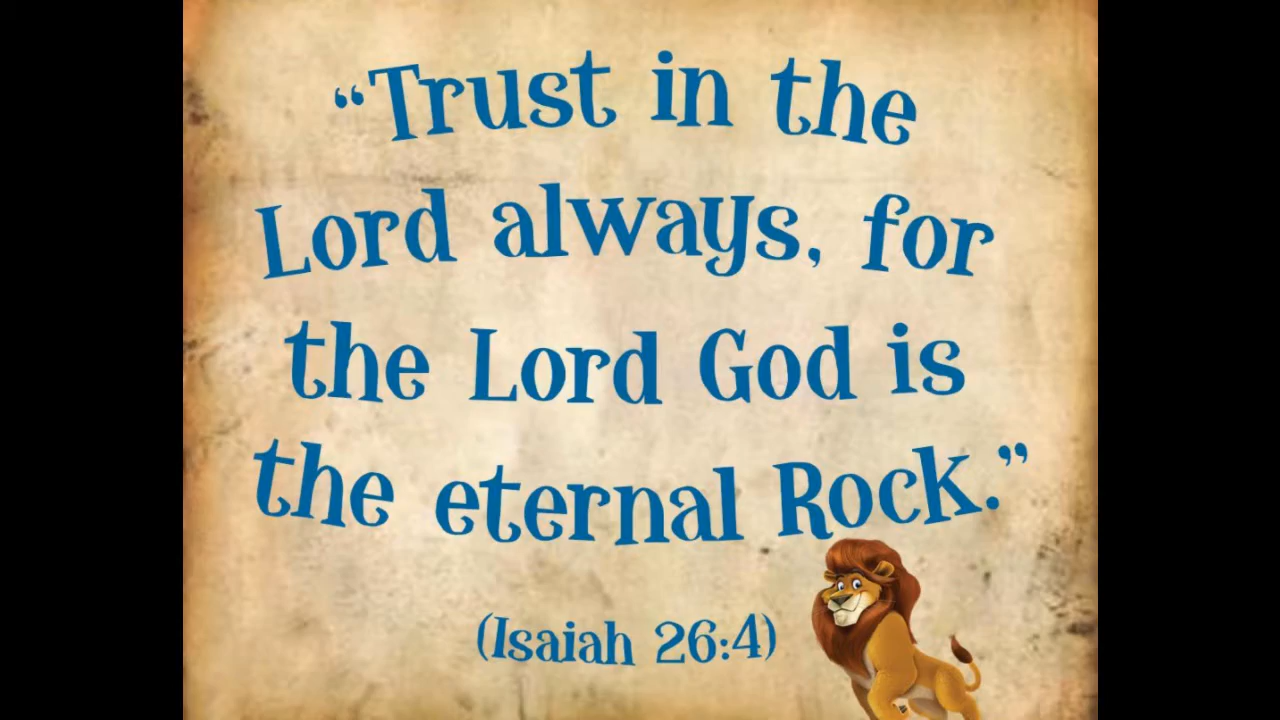 “Trust in the
Lord always, for
the Lord God is
the eternal Rock.”
(Isaiah 26:4)